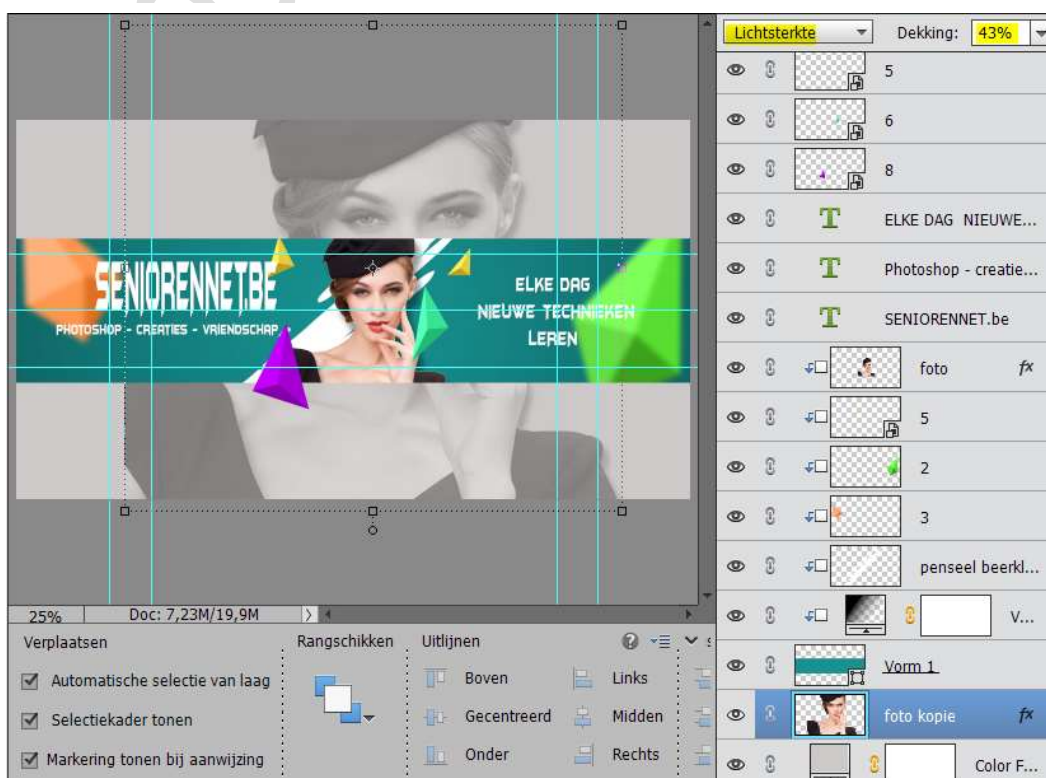 Lichtsterkte Dekking: 43%
5
6
8
T ELKE DAG NIEUWE...
T Photoshop - creatie...
T SENIORENNET.be
foto fx
5
2
3
penseel beerkl...
V...
Vorm 1
foto kopie fx
Color F...
SENIORENNET.BE
PHOTOSHOP - CREATIES - VRIENDSCHAP
ELKE DAG
NIEUWE TECHNIEKEN
LEREN
25% Doc: 7,23M/19,9M
Verplaatsen Rangschikken Uitlijnen
Automatische selectie van laag
Selectiekader tonen
Markering tonen bij aanwijzing
Boven Links
Gecentreerd Midden
Onder Rechts